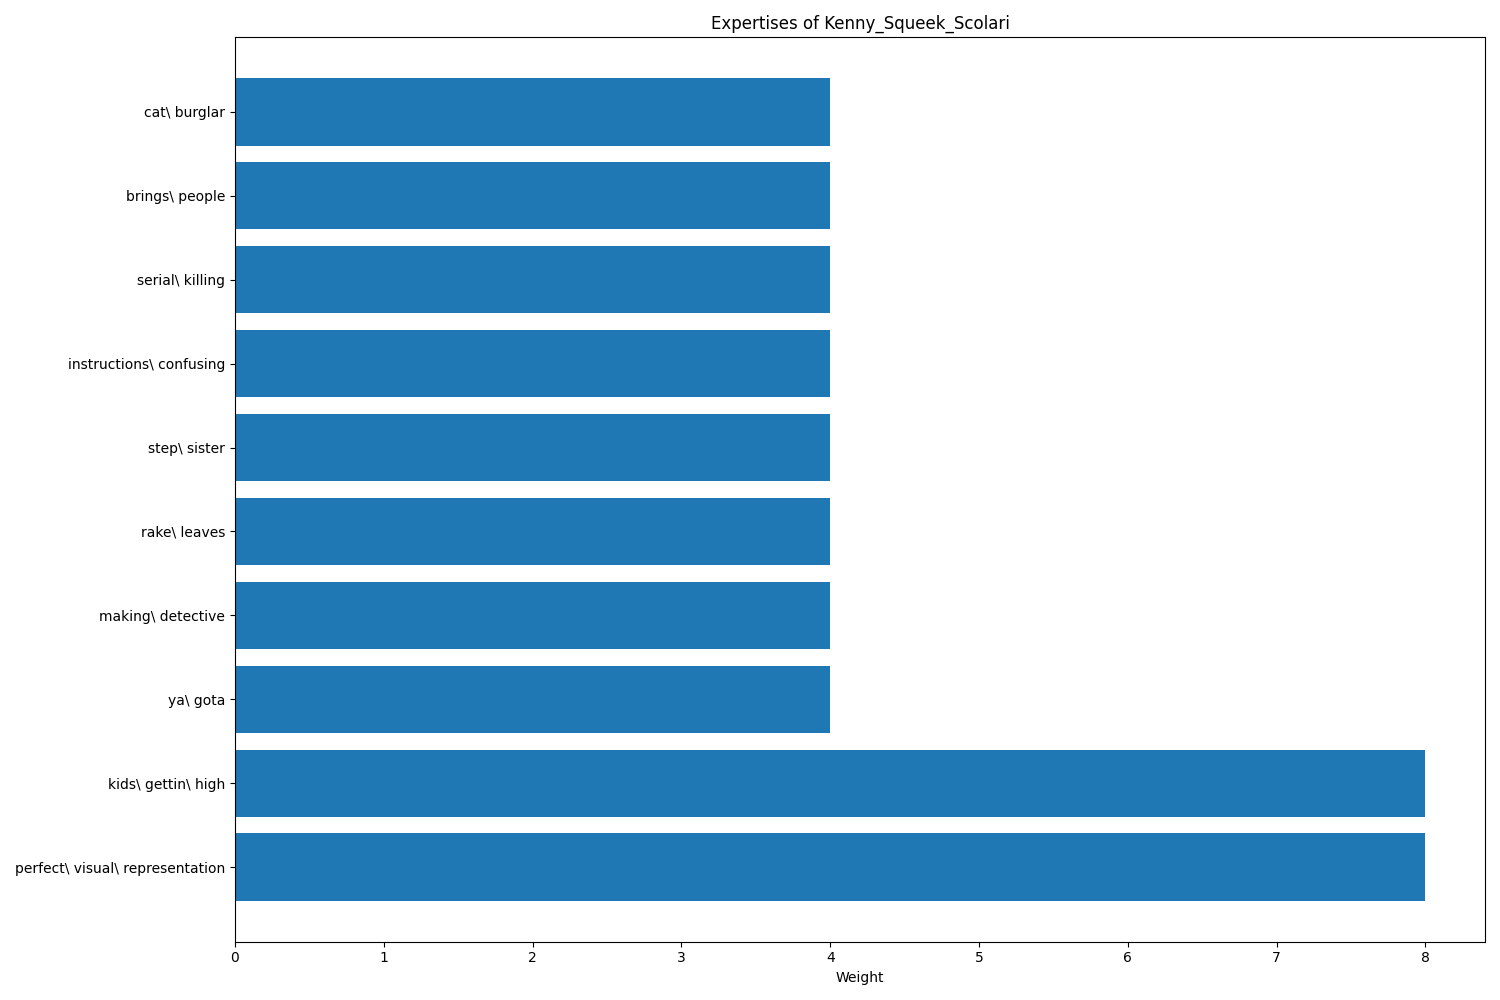 Expertises of Kenny_Squeek_Scolari
cat\ burglar
brings\ people
serial\ killing
instructions\ confusing
step\ sister
rake\ leaves
making\ detective
ya\ gota
kids\ gettin\ high
perfect\ visual\ representation
0 1 2 3 4 5 6 7 8
Weight